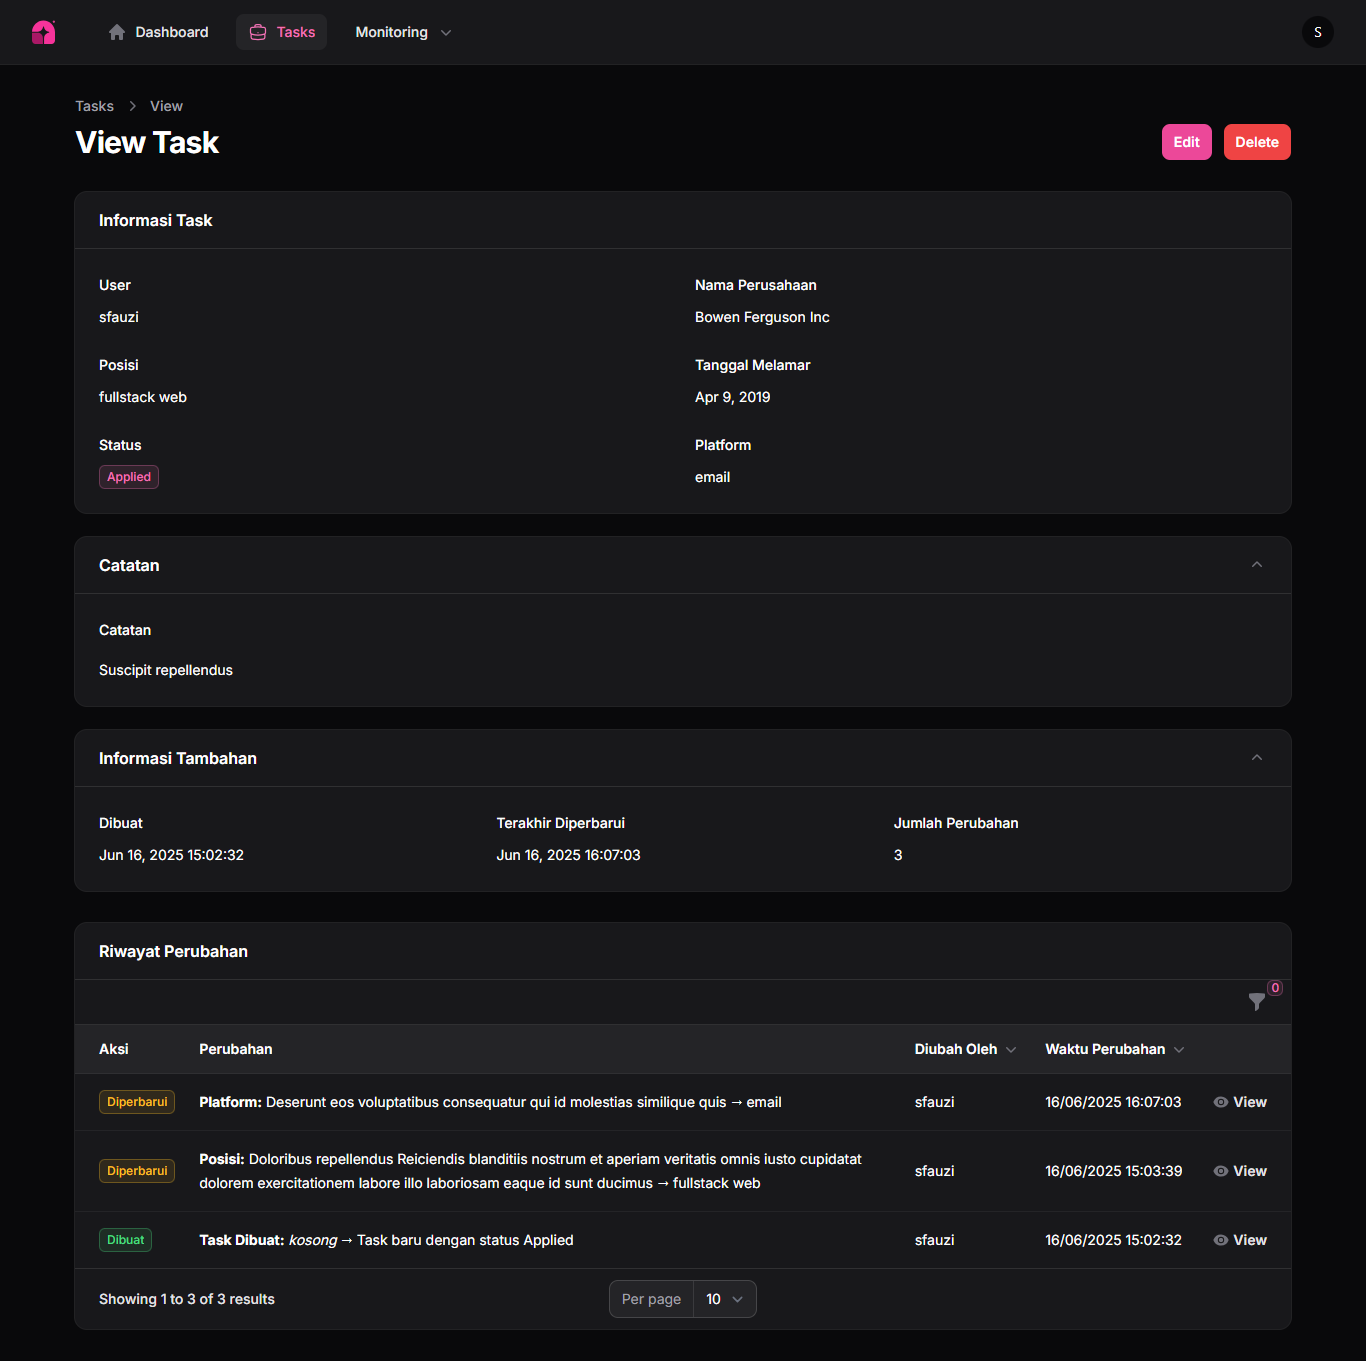 Dashboard
Tasks
Monitoring
S
Tasks
View
View Task
Edit
Delete
Informasi Task
User
Nama Perusahaan
sfauzi
Bowen Ferguson Inc
Posisi
Tanggal Melamar
fullstack web
Apr 9, 2019
Status
Platform
Applied
email
Catatan
Catatan
Suscipit repellendus
Informasi Tambahan
Dibuat
Terakhir Diperbarui
Jumlah Perubahan
Jun 16, 2025 15:02:32
Jun 16, 2025 16:07:03
3
Riwayat Perubahan
0
Aksi
Perubahan
Diubah Oleh
Waktu Perubahan
Diperbarui
Platform: Deserunt eos voluptatibus consequatur qui id molestias similique quis → email
sfauzi
16/06/2025 16:07:03
View
Diperbarui
Posisi: Doloribus repellendus Reiciendis blanditiis nostrum et aperiam veritatis omnis iusto cupidatat
dolorem exercitationem labore illo laboriosam eaque id sunt ducimus → fullstack web
sfauzi
16/06/2025 15:03:39
View
Dibuat
Task Dibuat: kosong → Task baru dengan status Applied
sfauzi
16/06/2025 15:02:32
View
Showing 1 to 3 of 3 results
Per page
10